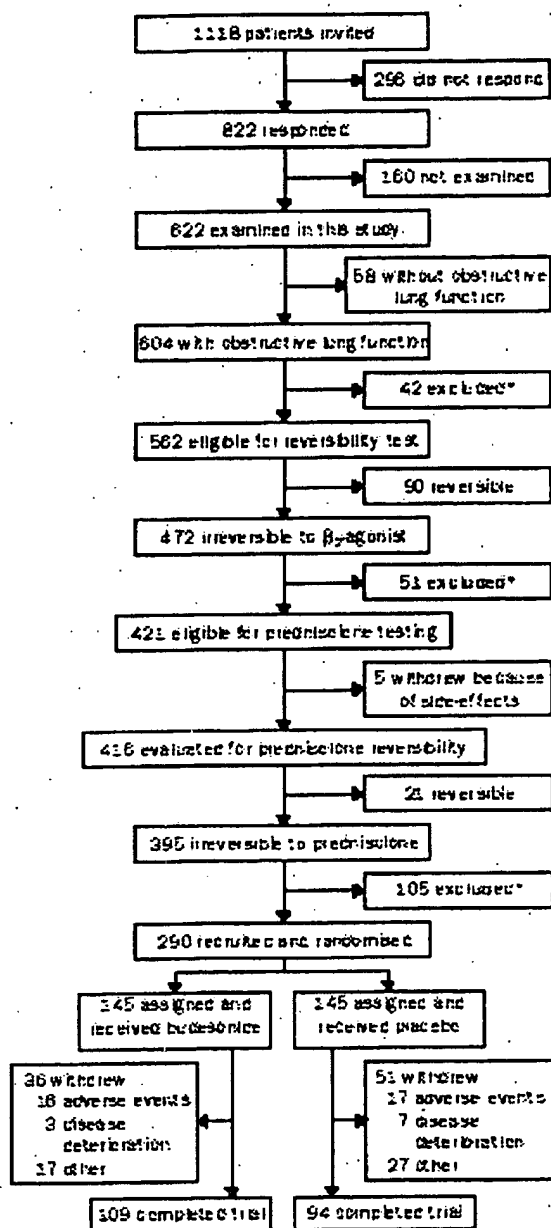 1118 patients invited
296 did not respond
822 responded
160 not examined
622 examined in this study
58 without obstructive
lung function
604 with obstructive lung function
42 excluded*
562 eligible for reversibility test
90 reversible
472 irreversible to β₂-agonist
51 excluded*
421 eligible for prednisolone testing
5 withdrew because
of side-effects
416 evaluated for prednisolone reversibility
21 reversible
395 irreversible to prednisolone
105 excluded*
290 recruited and randomised
145 assigned and
received budesonide
145 assigned and
received placebo
36 withdrew
16 adverse events
3 disease
deterioration
17 other
51 withdrew
17 adverse events
7 disease
deterioration
27 other
109 completed trial
94 completed trial